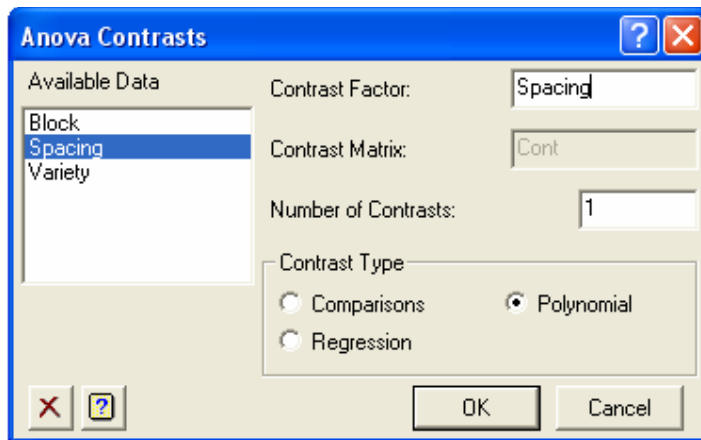 Anova Contrasts
Available Data
Block
Spacing
Variety
Contrast Factor:
Spacing
Contrast Matrix:
Cont
Number of Contrasts:
1
Contrast Type
Comparisons
Polynomial
Regression
OK
Cancel